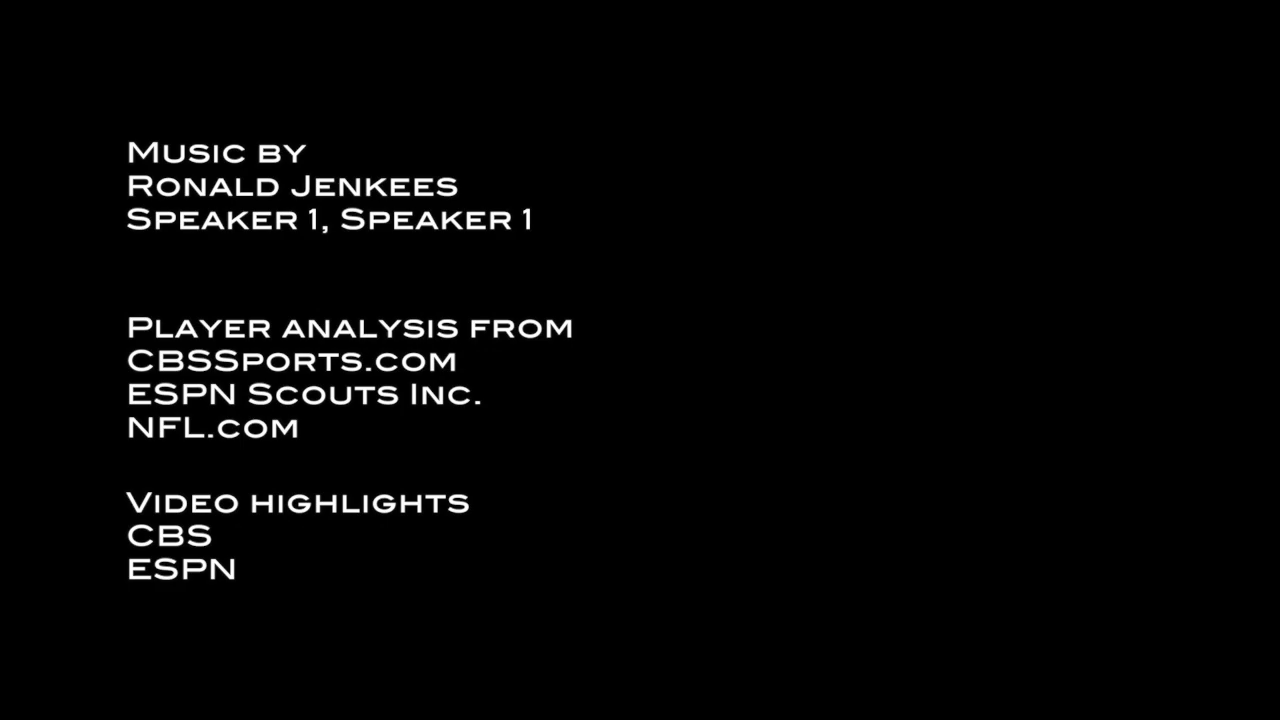 Music by
Ronald Jenkees
Speaker 1, Speaker 1
Player analysis from
CBSSports.com
ESPN Scouts Inc.
NFL.com
Video highlights
CBS
ESPN